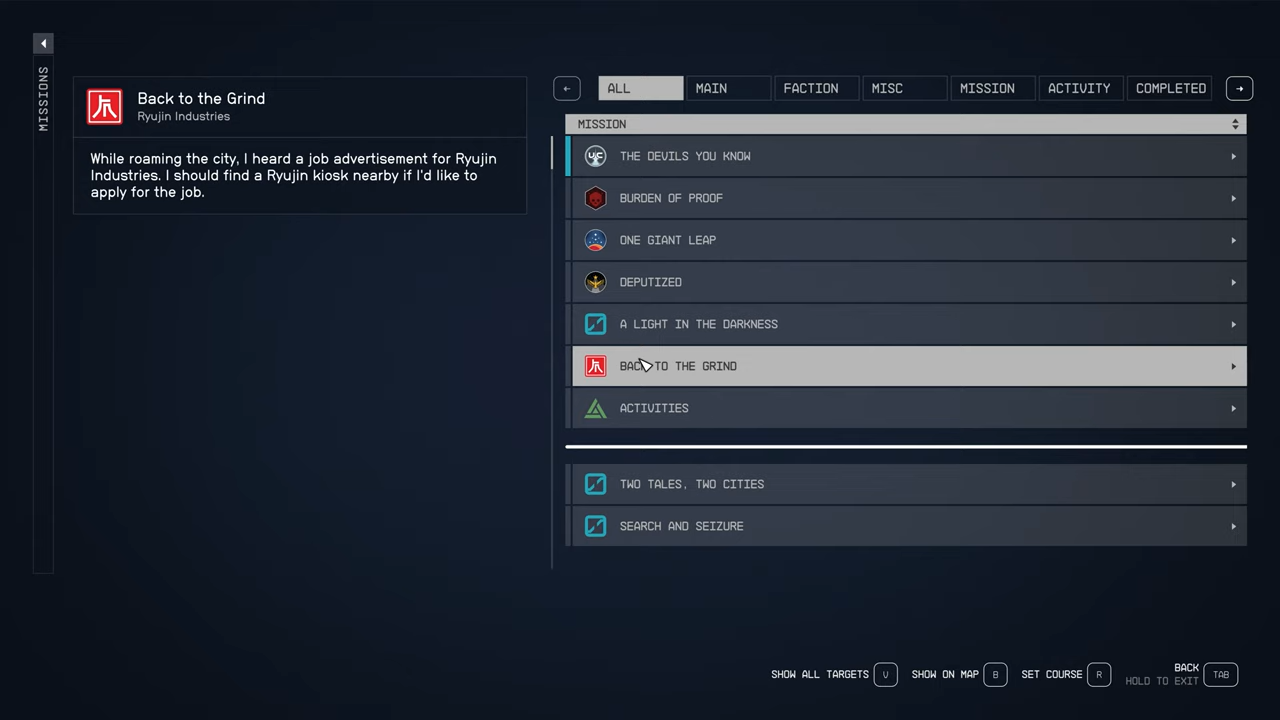 MISSIONS
Back to the Grind
Ryujin Industries
While roaming the city, I heard a job advertisement for Ryujin
Industries. I should find a Ryujin kiosk nearby if I'd like to
apply for the job.
ALL MAIN FACTION MISC MISSION ACTIVITY COMPLETED
MISSION
THE DEVILS YOU KNOW
BURDEN OF PROOF
ONE GIANT LEAP
DEPUTIZED
A LIGHT IN THE DARKNESS
BACK TO THE GRIND
ACTIVITIES
TWO TALES, TWO CITIES
SEARCH AND SEIZURE
SHOW ALL TARGETS V SHOW ON MAP B SET COURSE R BACK TAB
HOLD TO EXIT